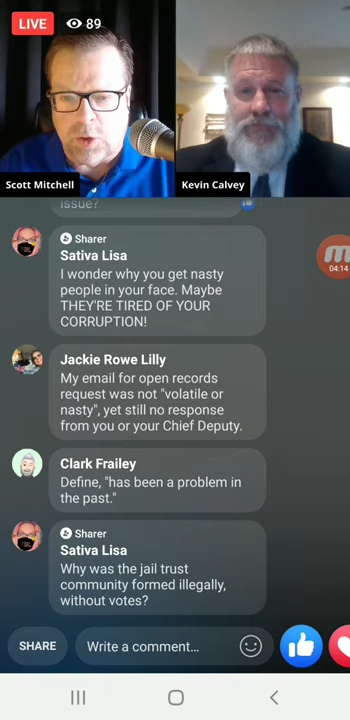 LIVE
89
Scott Mitchell
Kevin Calvey
issue?
Sharer
Sativa Lisa
I wonder why you get nasty
people in your face. Maybe
THEY'RE TIRED OF YOUR
CORRUPTION!
04:14
Jackie Rowe Lilly
My email for open records
request was not "volatile or
nasty", yet still no response
from you or your Chief Deputy.
Clark Frailey
Define, "has been a problem in
the past."
Sharer
Sativa Lisa
Why was the jail trust
community formed illegally,
without votes?
SHARE
Write a comment...